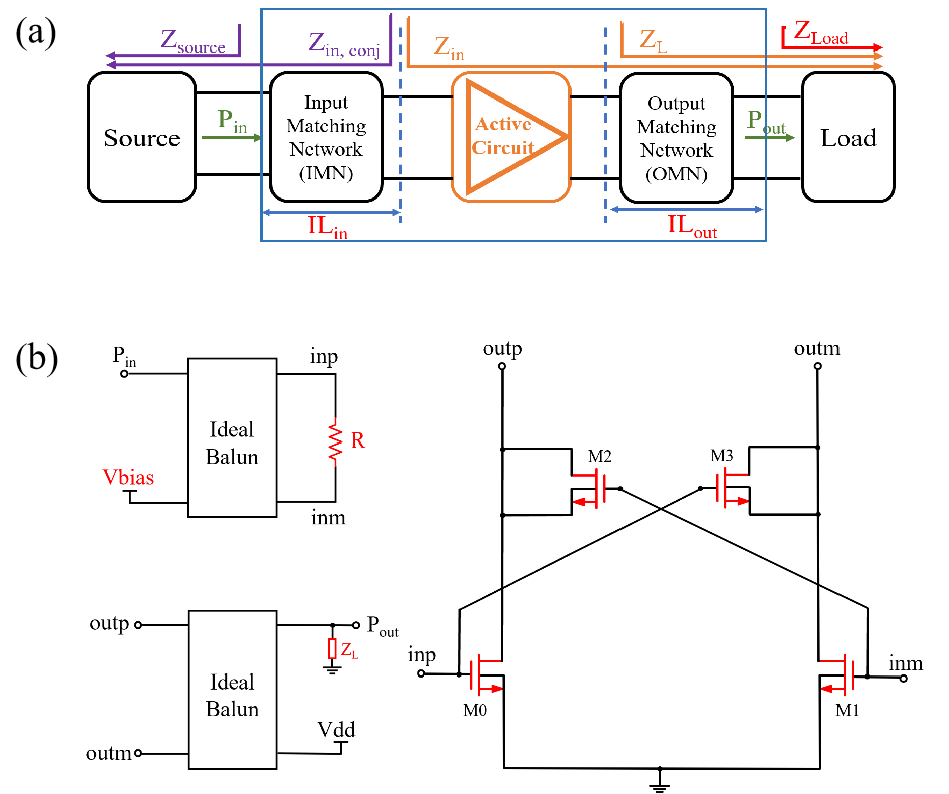 (a)
Zsource
Zin, conj
Zin
ZL
ZLoad
Source
Pin
Input
Matching
Network
(IMN)
Active
Circuit
Output
Matching
Network
(OMN)
Pout
Load
ILin
ILout
(b)
Pin
inp
Ideal
Balun
R
Vbias
inm
outp
outm
M2
M3
inp
M0
inm
M1
outp
Pout
ZL
Ideal
Balun
Vdd
outm